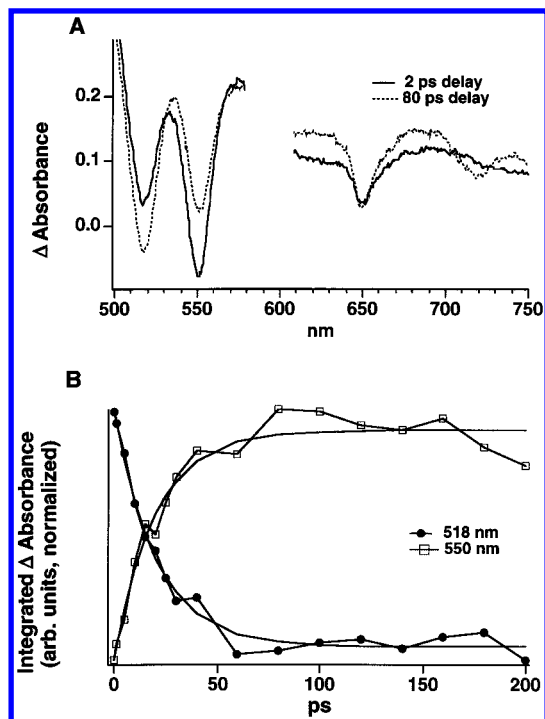 A
2 ps delay
80 ps delay
0.2
0.1
0.0
Δ Absorbance
500
550
600
650
700
750
nm
B
518 nm
550 nm
Integrated Δ Absorbance
(arb. units, normalized)
0
50
100
150
200
ps